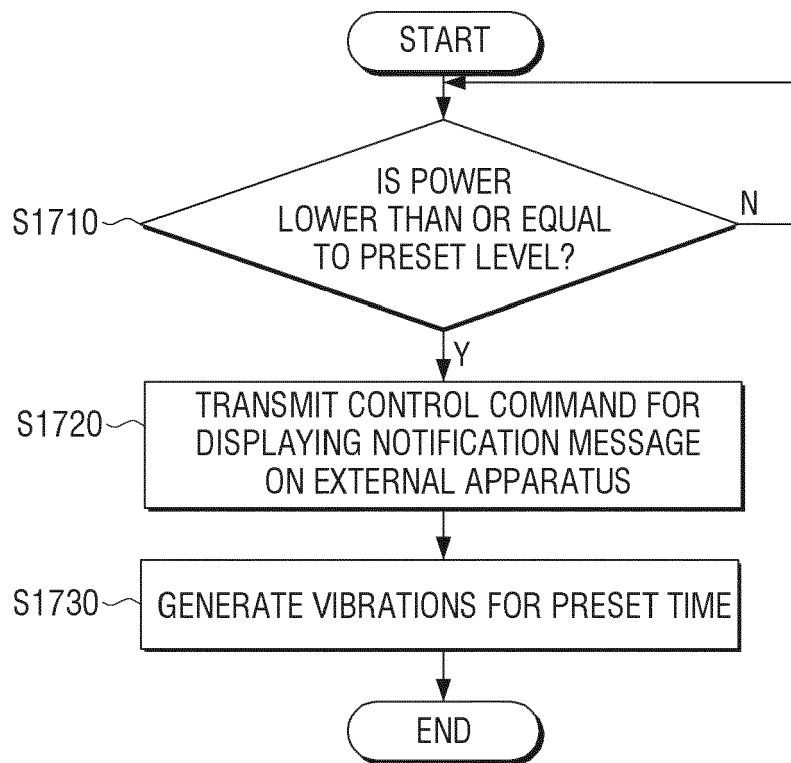 START
IS POWER
LOWER THAN OR EQUAL
TO PRESET LEVEL?
N
S1710
Y
TRANSMIT CONTROL COMMAND FOR
DISPLAYING NOTIFICATION MESSAGE
ON EXTERNAL APPARATUS
S1720
GENERATE VIBRATIONS FOR PRESET TIME
S1730
END